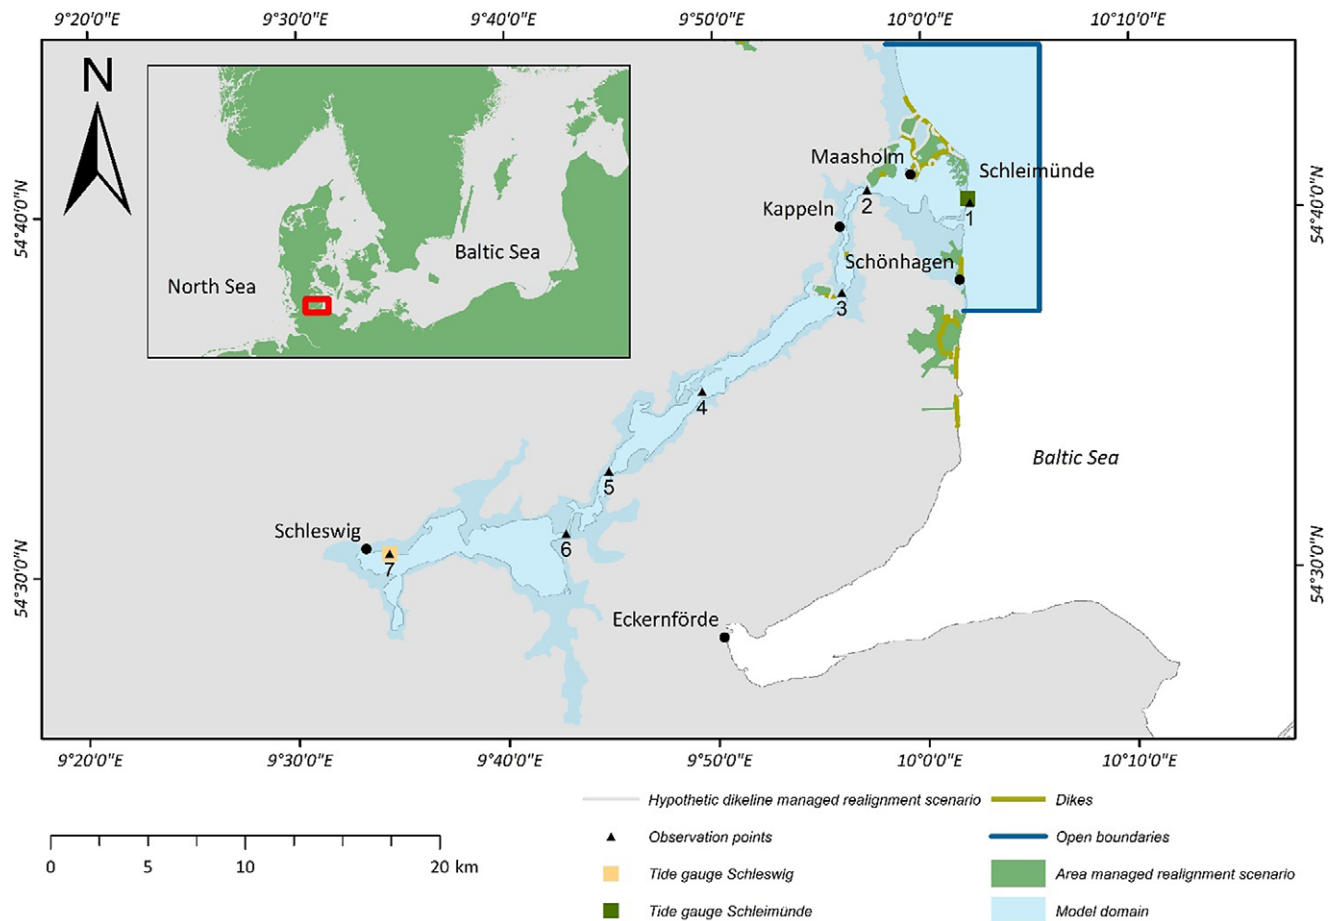 9°20'0"E 9°30'0"E 9°40'0"E 9°50'0"E 10°0'0"E 10°10'0"E
N
Maasholm
Schleimünde
54°40'0"N
2
1
54°40'0"N
Kappeln
Baltic Sea
Schönhagen
North Sea
3
4
Baltic Sea
5
Schleswig
6
7
54°30'0"N
54°30'0"N
Eckernförde
9°20'0"E 9°30'0"E 9°40'0"E 9°50'0"E 10°0'0"E 10°10'0"E
Hypothetic dikeline managed realignment scenario
Dikes
Observation points
Open boundaries
0 5 10 20 km
Tide gauge Schleswig
Area managed realignment scenario
Tide gauge Schleimünde
Model domain